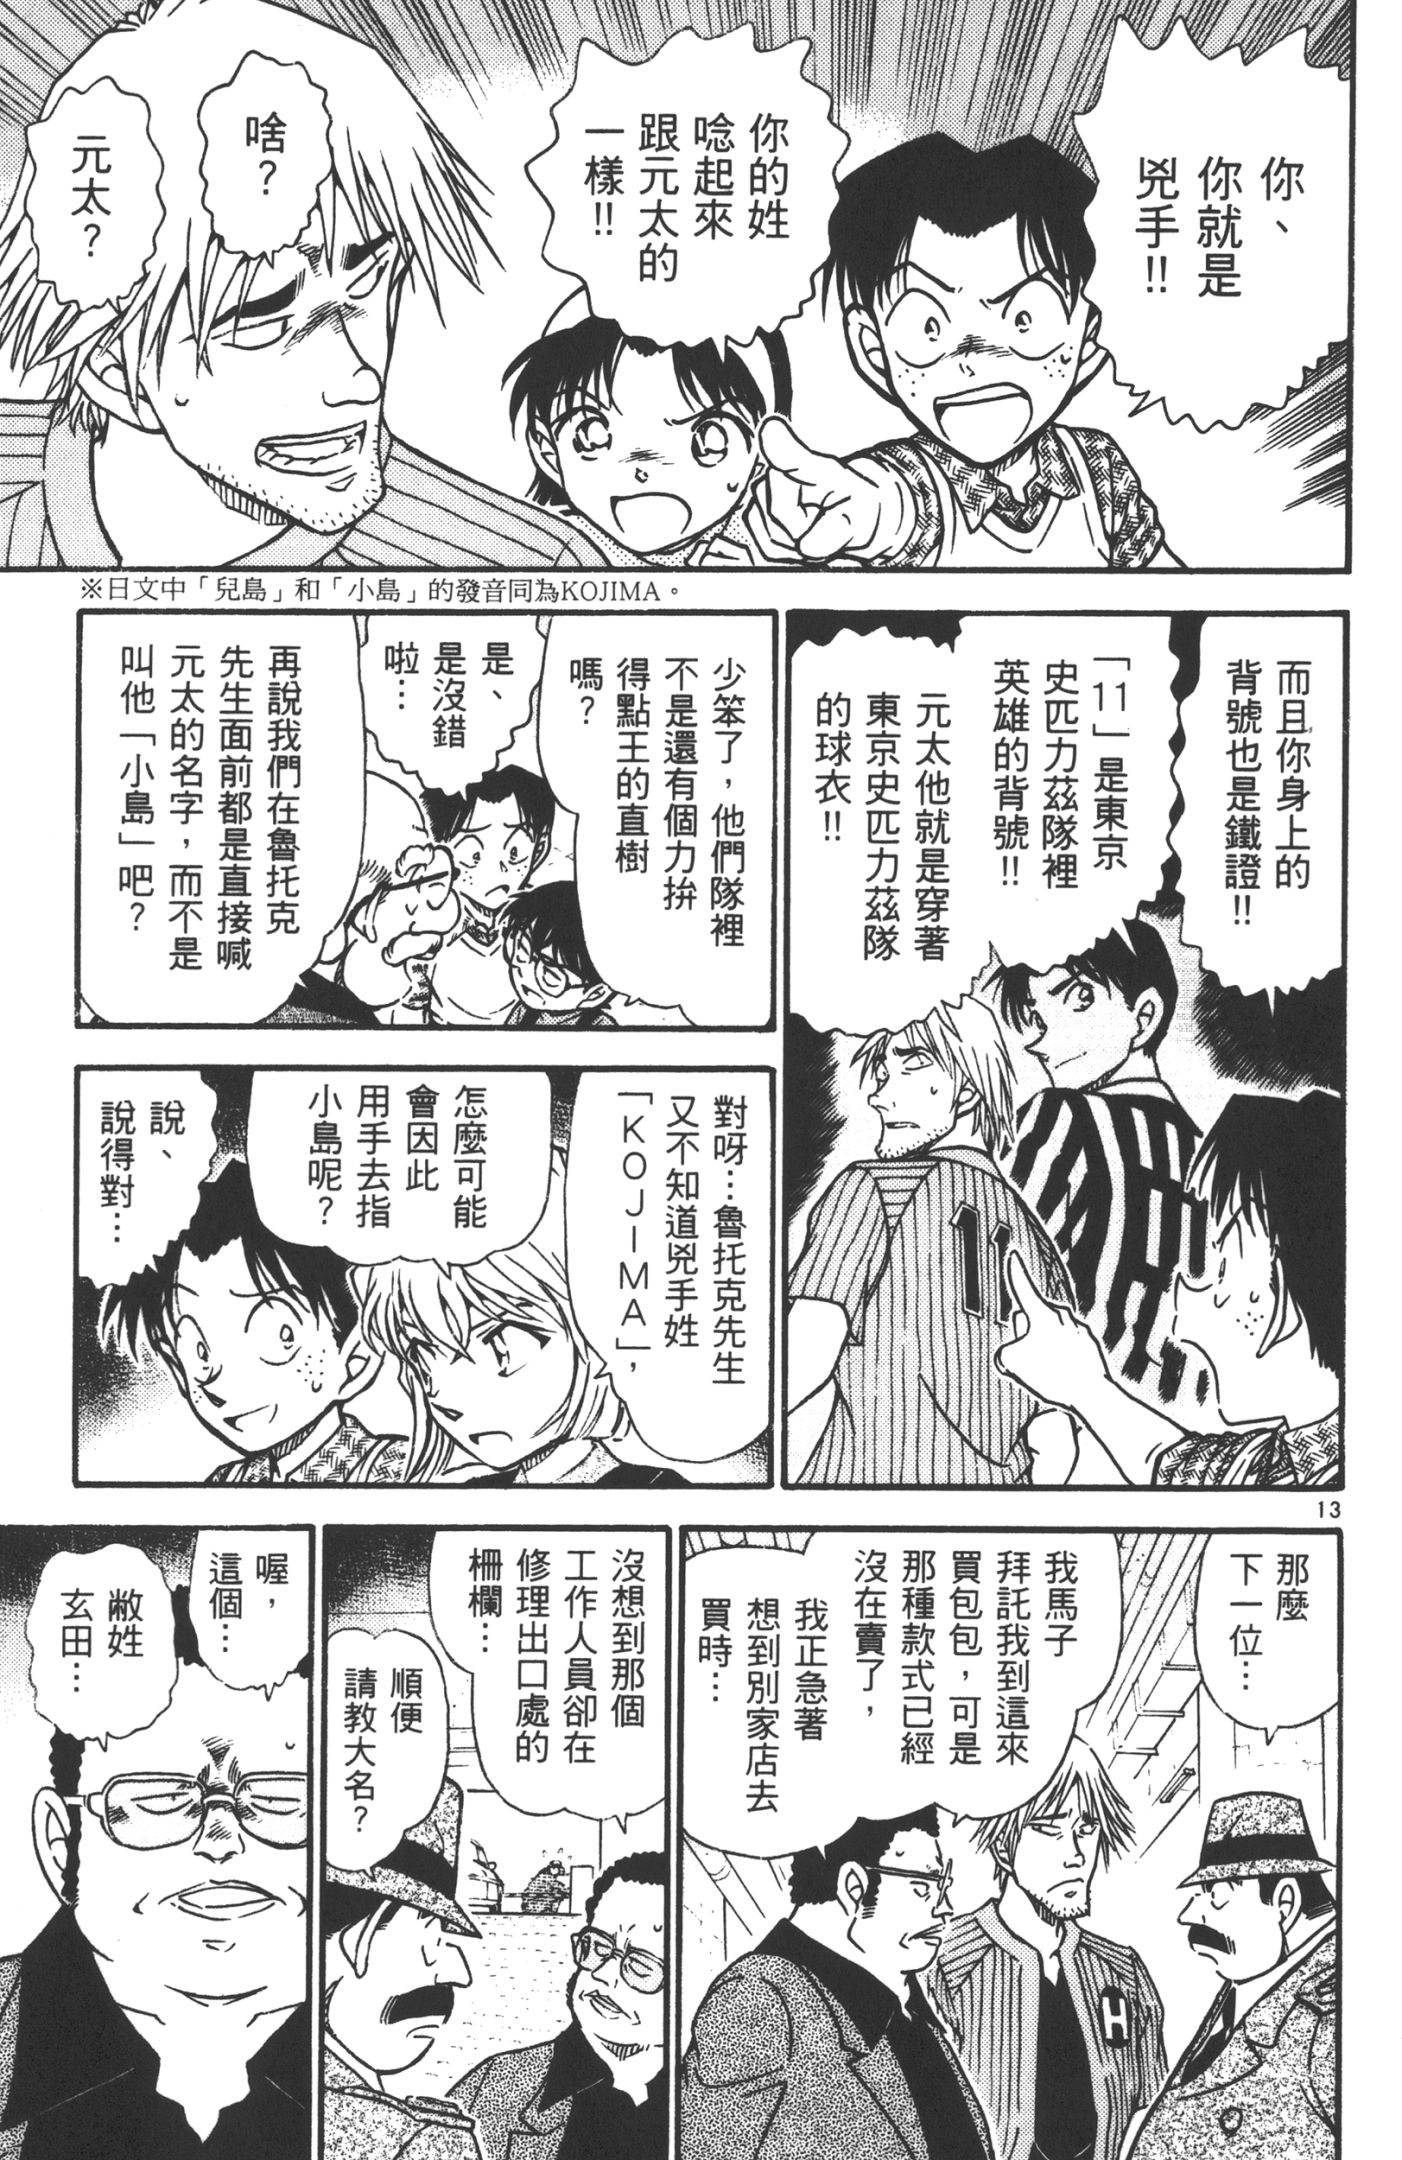 你、
你就是
兇手!!
你的姓
唸起來
跟元太的
一樣!!
啥?
元太?
※日文中「兒島」和「小島」的發音同為KOJIMA。
而且你身上的
背號也是鐵證!!
「11」是東京
史匹力茲隊裡
英雄的背號!!
元太他就是穿著
東京史匹力茲隊
的球衣!!
11
H
少笨了,他們隊裡
不是還有個力拚
得點王的直樹
嗎?
是、
是沒錯
啦…
再說我們在魯托克
先生面前都是直接喊
元太的名字,而不是
叫他「小島」吧?
對呀…魯托克先生
又不知道兇手姓
「KOJIMA」,
怎麼可能
會因此
用手去指
小島呢?
說、
說得對…
13
那麼
下一位…
我馬子
拜託我到這來
買包包,可是
那種款式已經
沒在賣了,
我正急著
想到別家店去
買時…
H
沒想到那個
工作人員卻在
修理出口處的
柵欄…
順便
請教大名?
喔,
這個…
敝姓
玄田…